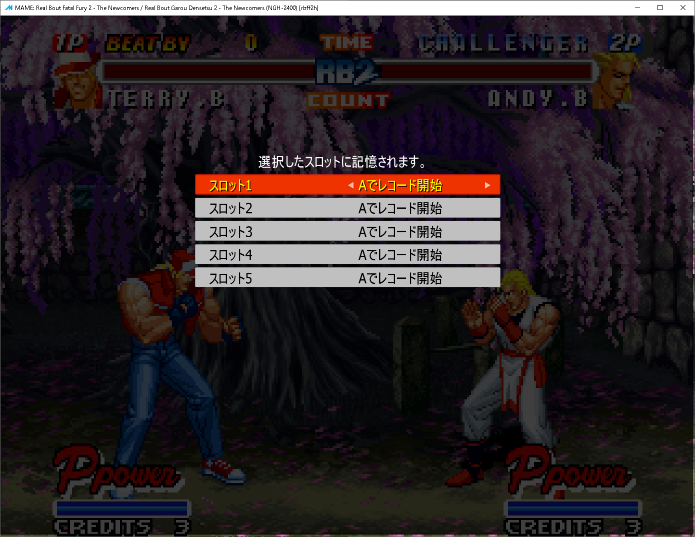 MAME: Real Bout Fatal Fury 2 - The Newcomers / Real Bout Garou Densetsu 2 - The Newcomers (NGH-2400) [rbff2h]
1P BEAT BY 0 TIME CHALLENGER 2P
RB2
TERRY.B COUNT ANDY.B
選択したスロットに記憶されます。
スロット1 Aでレコード開始
スロット2 Aでレコード開始
スロット3 Aでレコード開始
スロット4 Aでレコード開始
スロット5 Aでレコード開始
P power P power
CREDITS 3 CREDITS 3